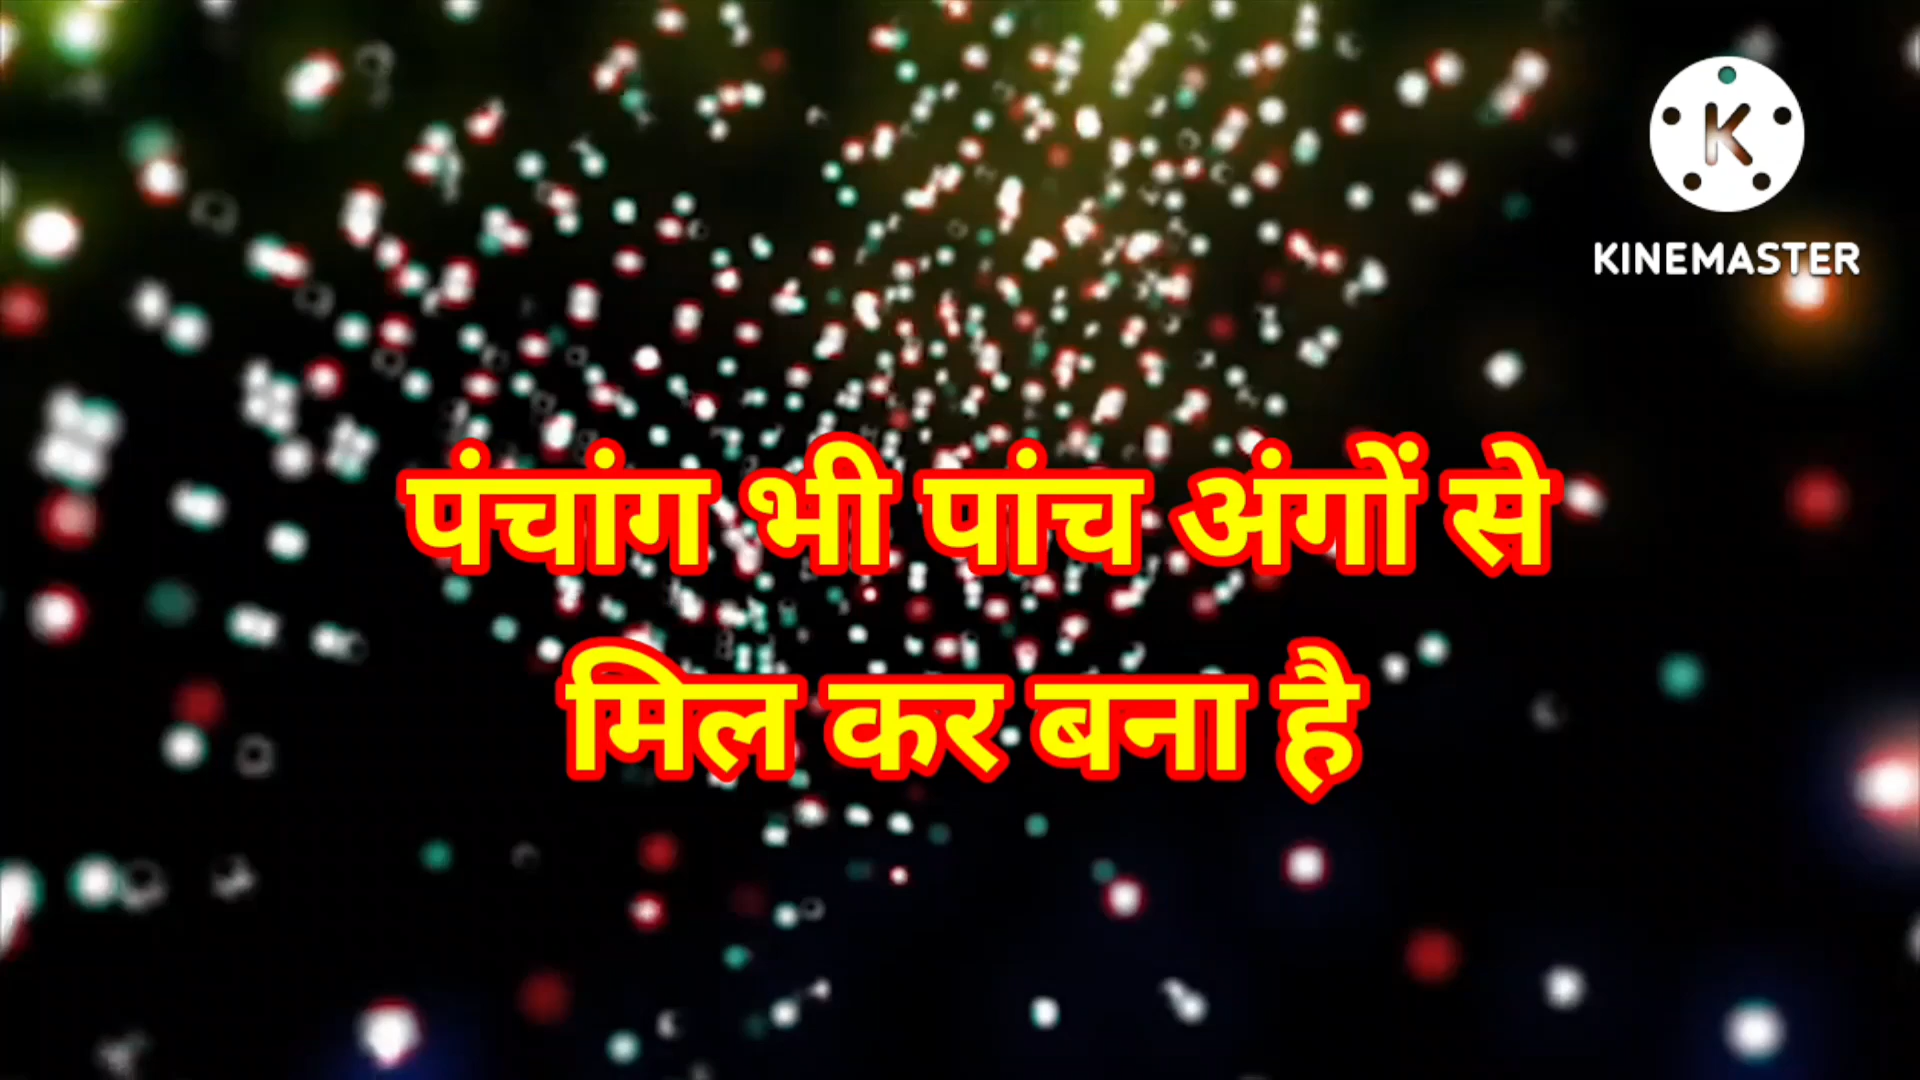 KINEMASTER
पंचांग भी पांच अंगों से
मिल कर बना है